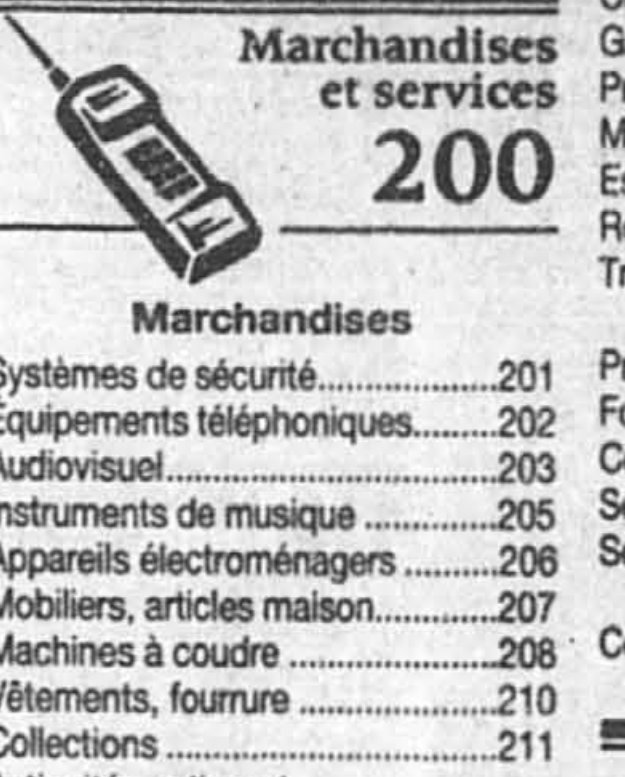 Marchandises
et services
200
Marchandises
Systèmes de sécurité..................201
Équipements téléphoniques.........202
Audiovisuel....................................203
Instruments de musique ..............205
Appareils électroménagers ..........206
Mobiliers, articles maison.............207
Machines à coudre ......................208
Vêtements, fourrure .....................210
Collections ...................................211